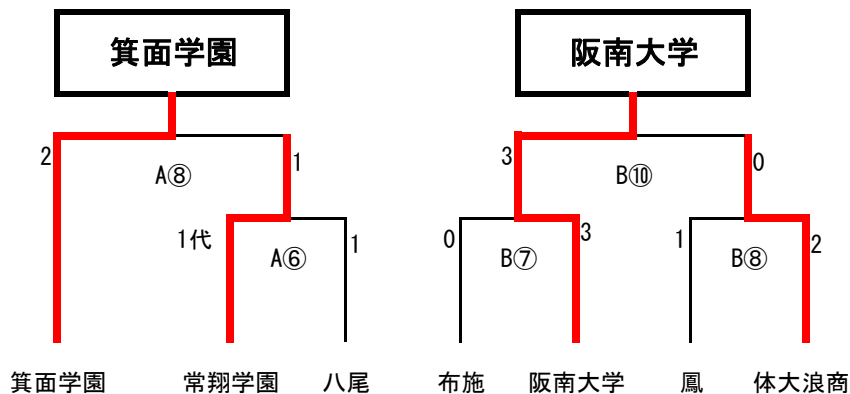 箕面学園 阪南大学
2 1 3 0
A⑧ B⑩
1代 1 0 3 1 2
A⑥ B⑦ B⑧
箕面学園 常翔学園 八尾 布施 阪南大学 鳳 体大浪商